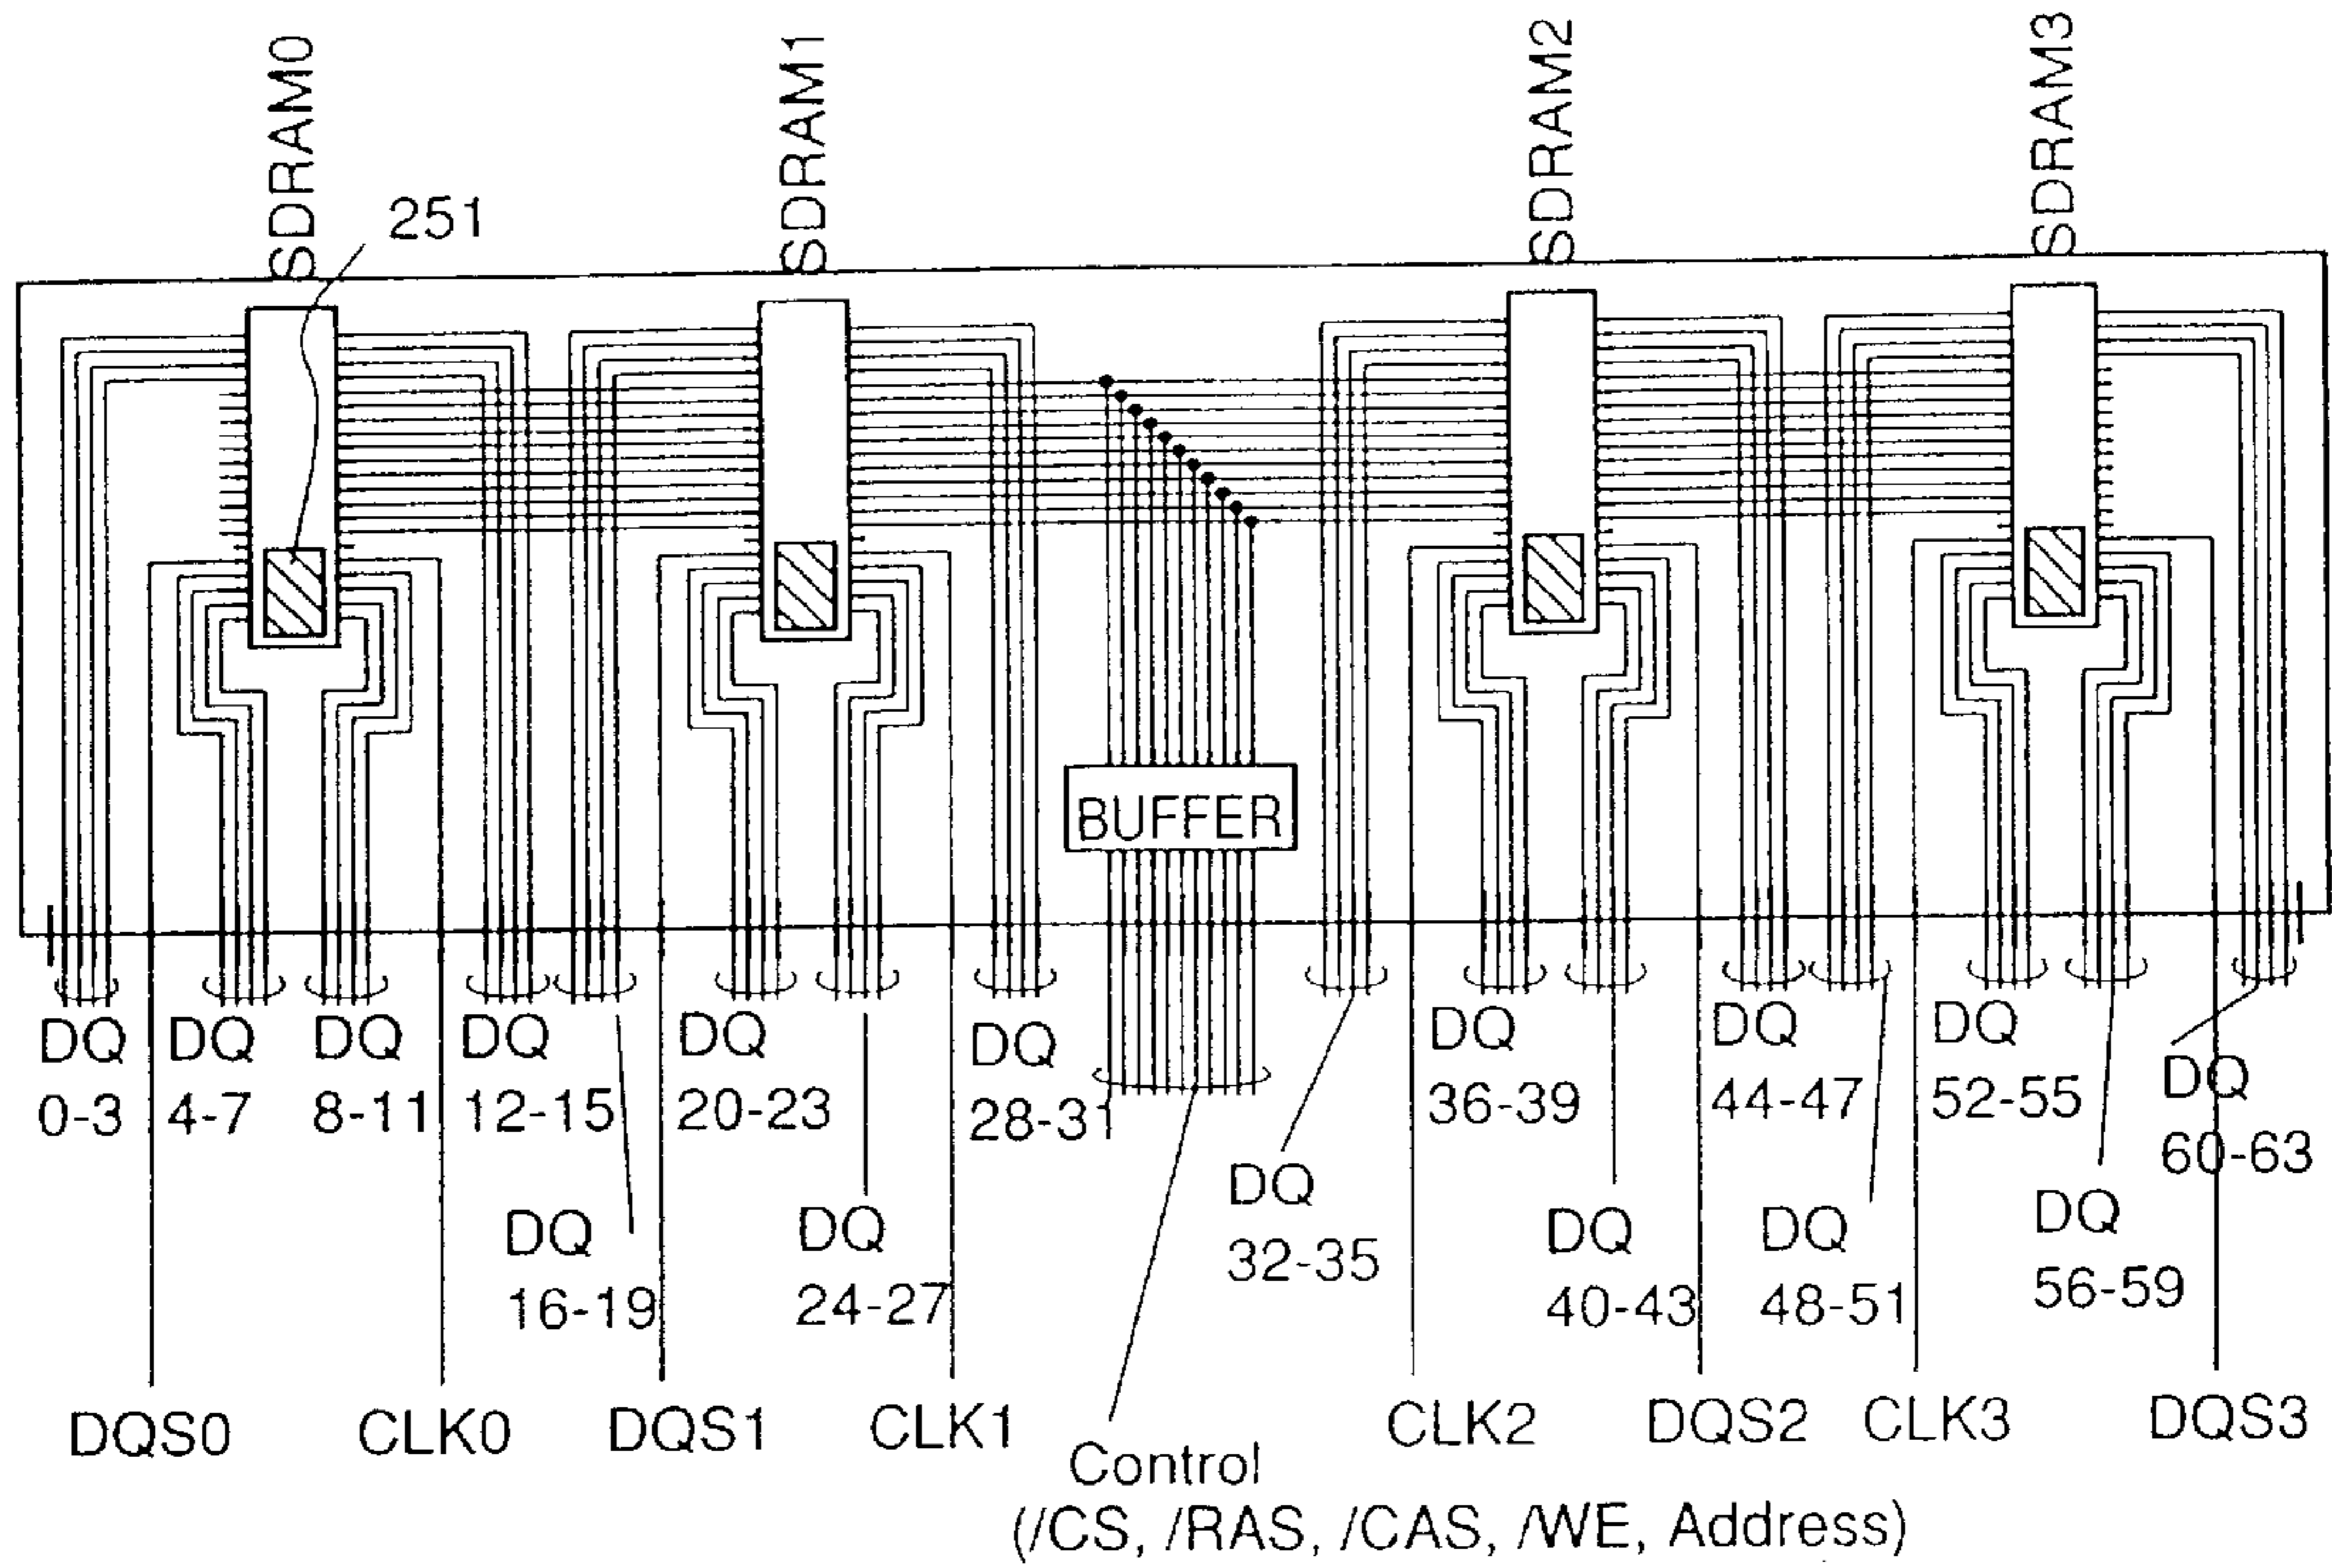 SDRAM0
SDRAM1
SDRAM2
SDRAM3
251
BUFFER
DQ
0-3
DQ
4-7
DQ
8-11
DQ
12-15
DQ
16-19
DQ
20-23
DQ
24-27
DQ
28-31
DQ
32-35
DQ
36-39
DQ
40-43
DQ
44-47
DQ
48-51
DQ
52-55
DQ
56-59
DQ
60-63
DQS0
CLK0
DQS1
CLK1
Control
(/CS, /RAS, /CAS, /WE, Address)
CLK2
DQS2
CLK3
DQS3